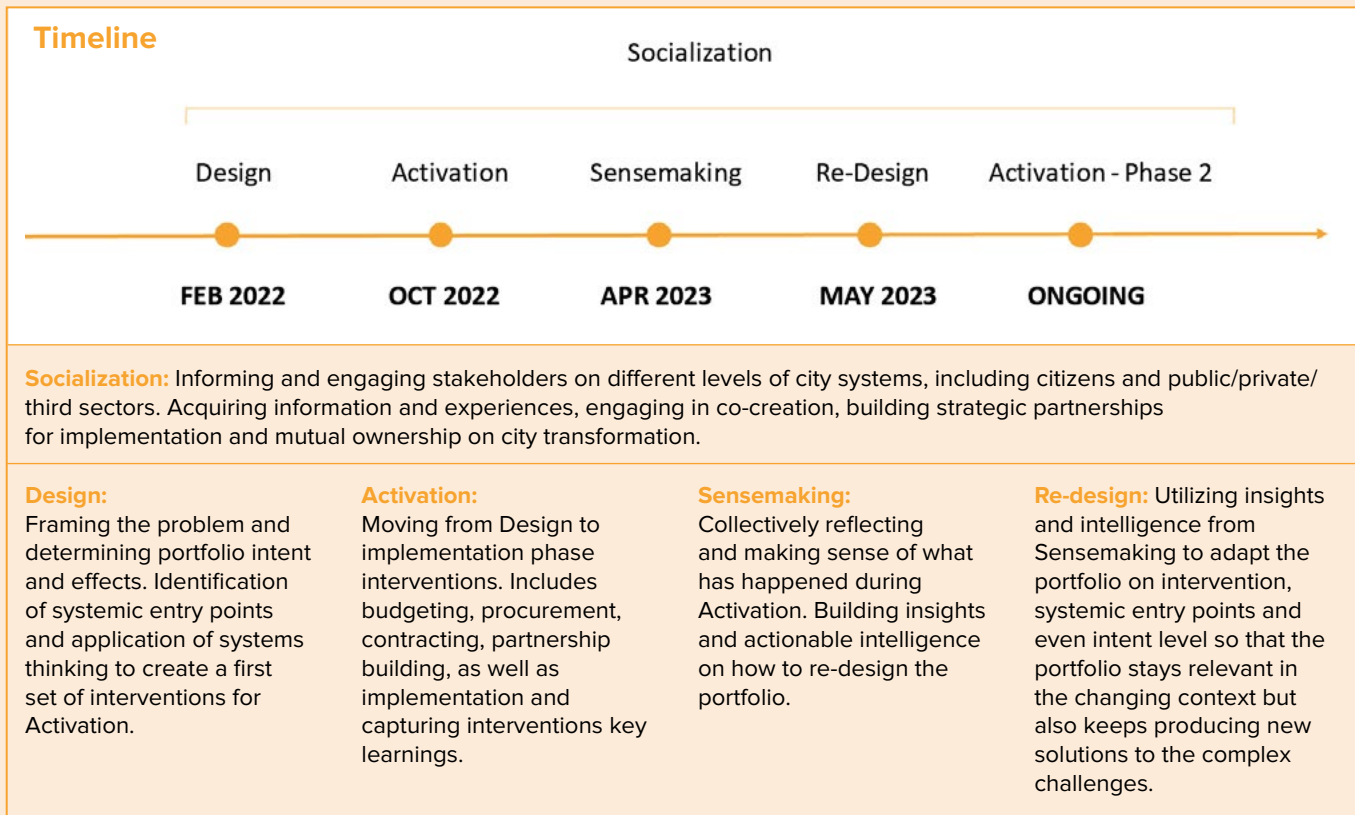 Timeline
Socialization
Design
Activation
Sensemaking
Re-Design
Activation - Phase 2
FEB 2022
OCT 2022
APR 2023
MAY 2023
ONGOING
Socialization: Informing and engaging stakeholders on different levels of city systems, including citizens and public/private/
third sectors. Acquiring information and experiences, engaging in co-creation, building strategic partnerships
for implementation and mutual ownership on city transformation.
Design:
Framing the problem and
determining portfolio intent
and effects. Identification
of systemic entry points
and application of systems
thinking to create a first
set of interventions for
Activation.
Activation:
Moving from Design to
implementation phase
interventions. Includes
budgeting, procurement,
contracting, partnership
building, as well as
implementation and
capturing interventions key
learnings.
Sensemaking:
Collectively reflecting
and making sense of what
has happened during
Activation. Building insights
and actionable intelligence
on how to re-design the
portfolio.
Re-design: Utilizing insights
and intelligence from
Sensemaking to adapt the
portfolio on intervention,
systemic entry points and
even intent level so that the
portfolio stays relevant in
the changing context but
also keeps producing new
solutions to the complex
challenges.